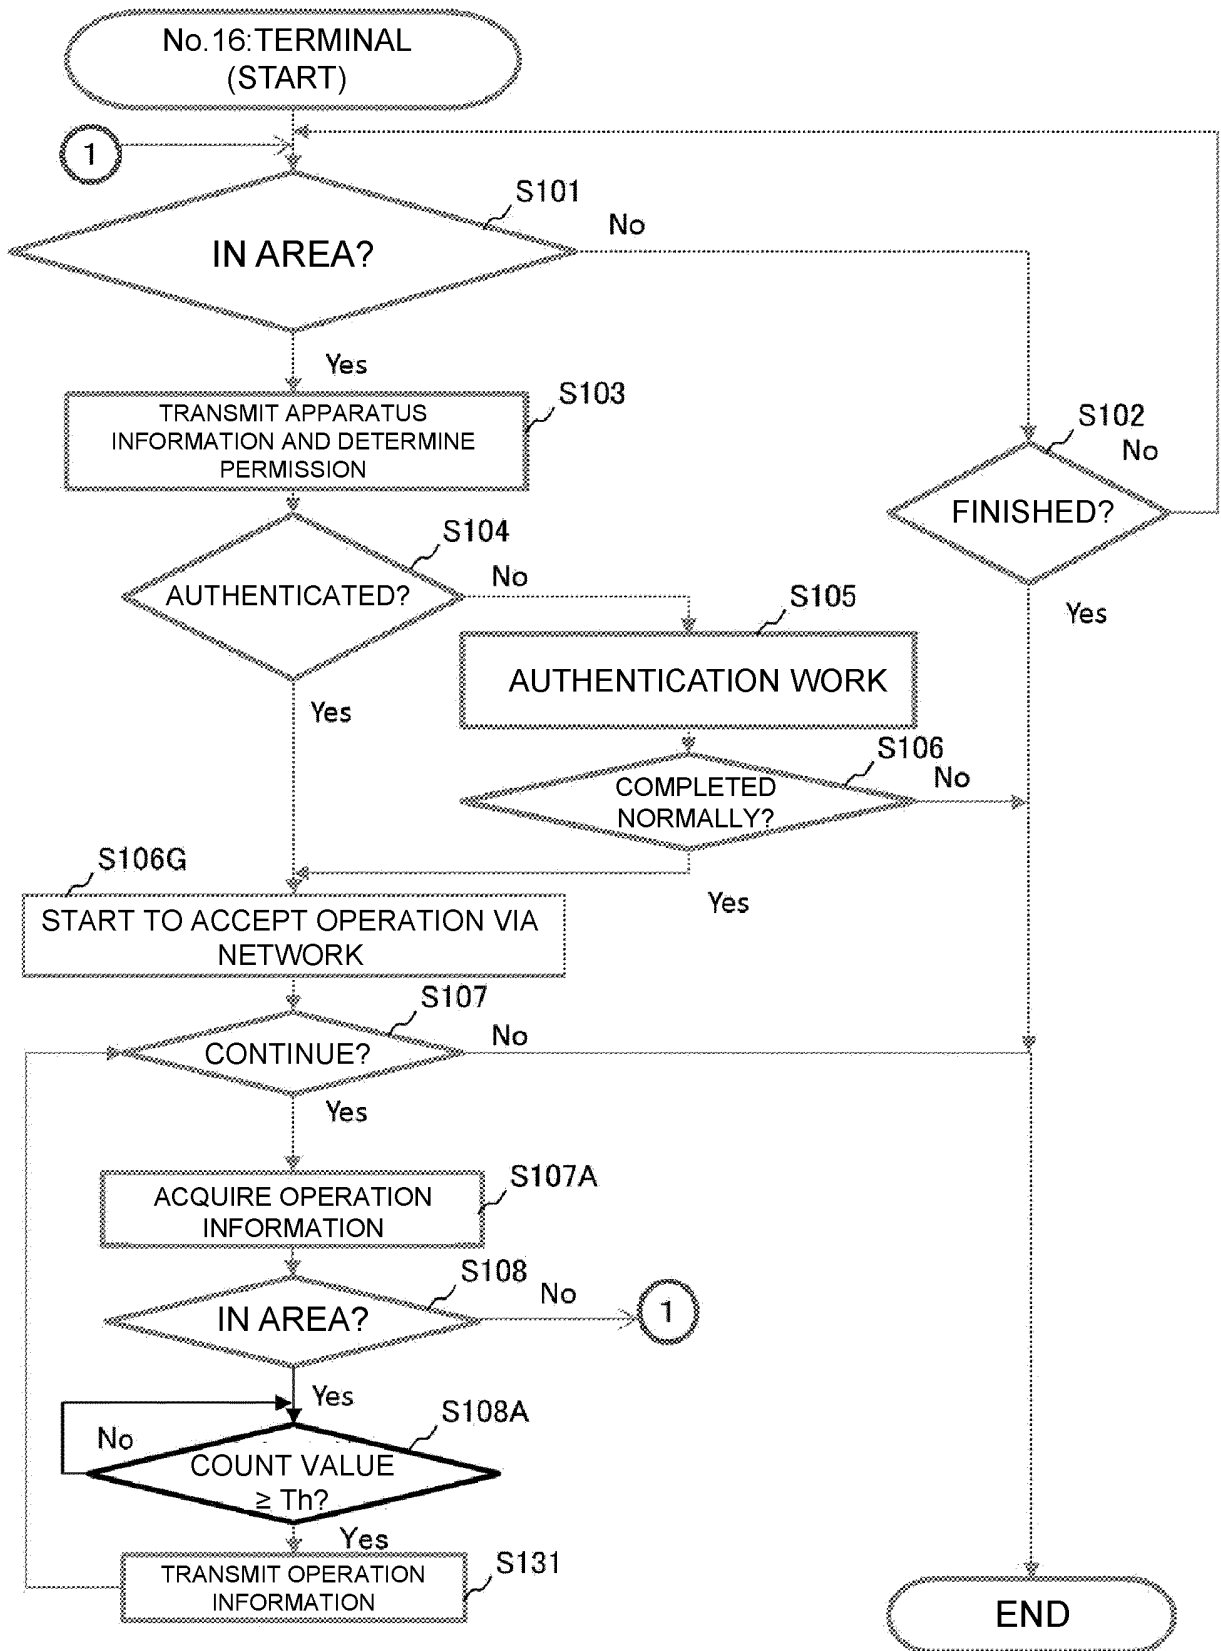 No.16:TERMINAL
(START)
1
S101
No
IN AREA?
Yes
S103
TRANSMIT APPARATUS
INFORMATION AND DETERMINE
PERMISSION
S102
No
FINISHED?
Yes
S104
No
AUTHENTICATED?
Yes
S105
AUTHENTICATION WORK
S106
No
COMPLETED
NORMALLY?
Yes
S106G
START TO ACCEPT OPERATION VIA
NETWORK
S107
No
CONTINUE?
Yes
S107A
ACQUIRE OPERATION
INFORMATION
S108
No
1
IN AREA?
Yes
S108A
No
COUNT VALUE
≥ Th?
Yes
S131
TRANSMIT OPERATION
INFORMATION
END